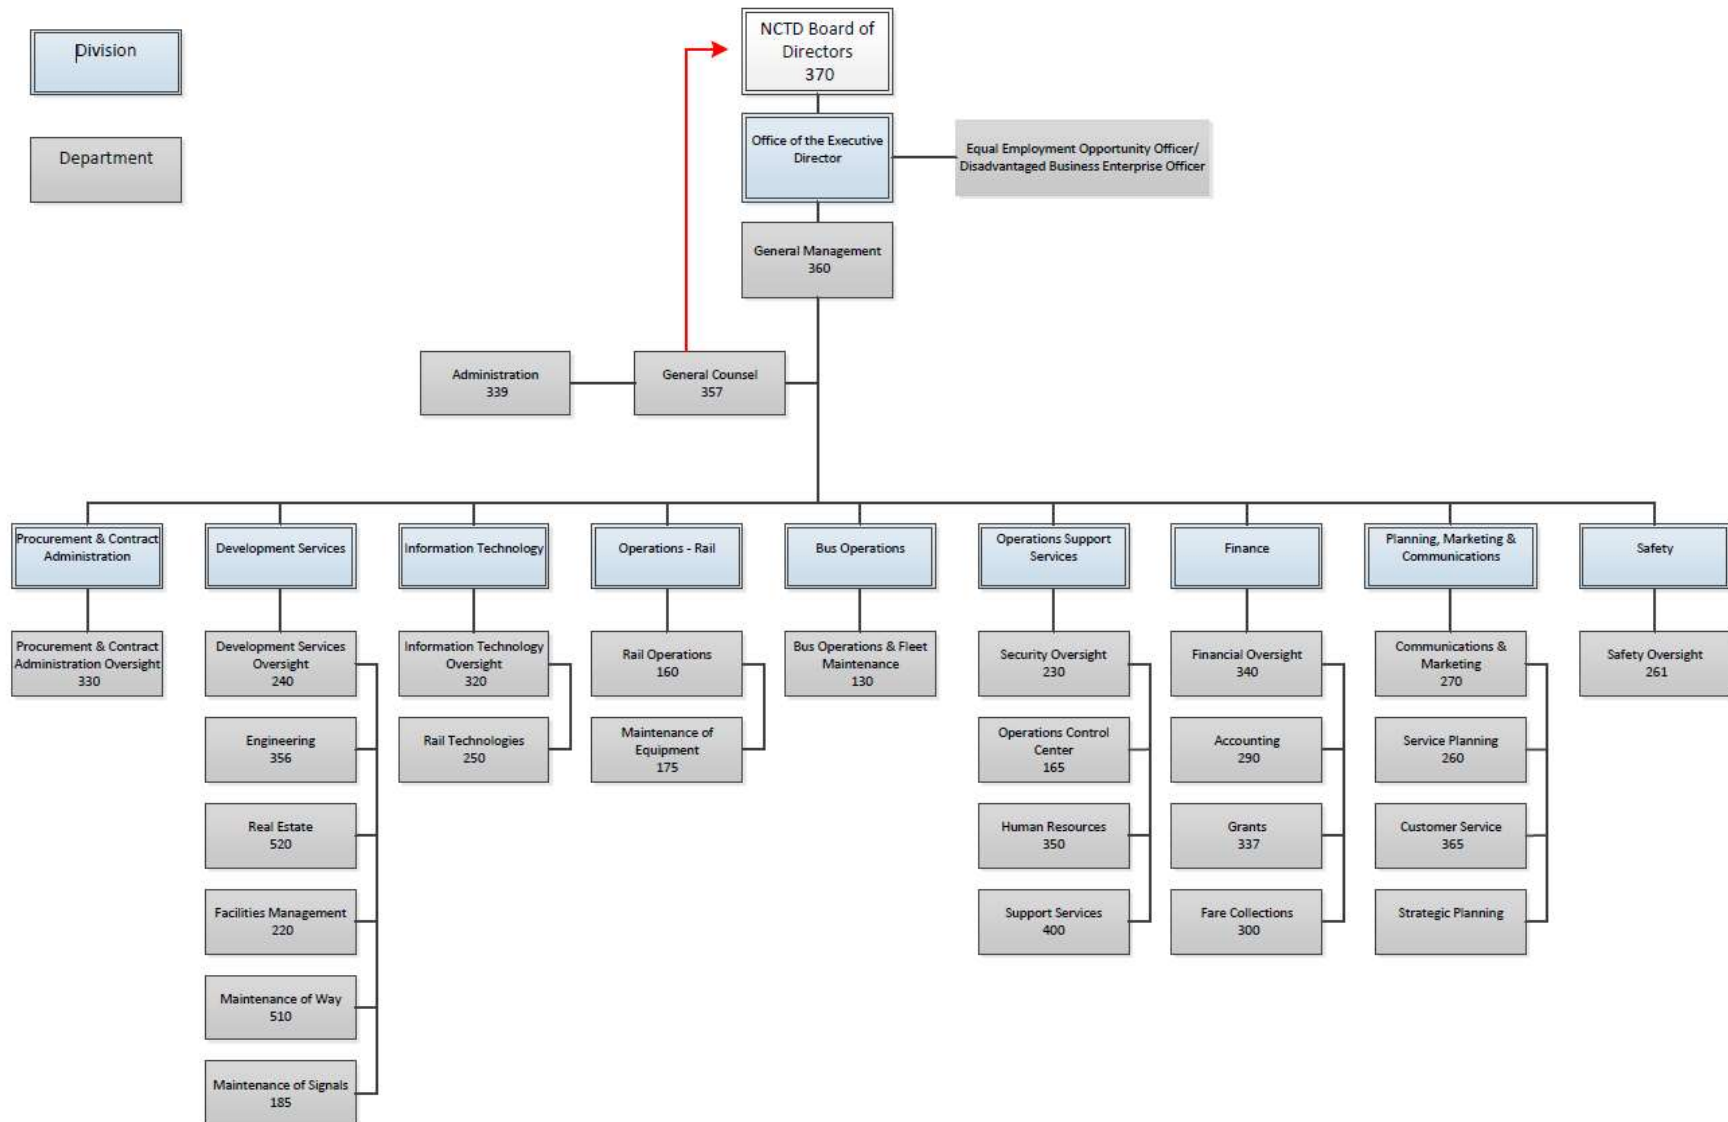 Division
Department
NCTD Board of
Directors
370
Office of the Executive
Director
Equal Employment Opportunity Officer/
Disadvantaged Business Enterprise Officer
General Management
360
Administration
339
General Counsel
357
Procurement & Contract
Administration
Development Services
Information Technology
Operations - Rail
Bus Operations
Operations Support
Services
Finance
Planning, Marketing &
Communications
Safety
Procurement & Contract
Administration Oversight
330
Development Services
Oversight
240
Information Technology
Oversight
320
Rail Operations
160
Bus Operations & Fleet
Maintenance
130
Security Oversight
230
Financial Oversight
340
Communications &
Marketing
270
Safety Oversight
261
Engineering
356
Rail Technologies
250
Maintenance of
Equipment
175
Operations Control
Center
165
Accounting
290
Service Planning
260
Real Estate
520
Human Resources
350
Grants
337
Customer Service
365
Facilities Management
220
Support Services
400
Fare Collections
300
Strategic Planning
Maintenance of Way
510
Maintenance of Signals
185